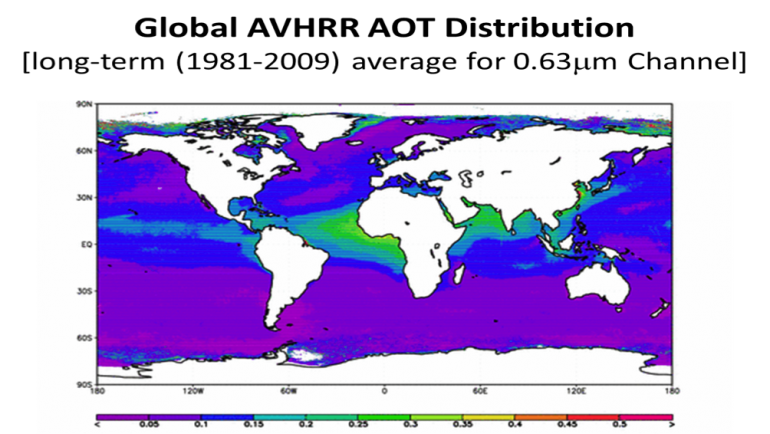 Global AVHRR AOT Distribution
[long-term (1981-2009) average for 0.63μm Channel]
90N
60N
30N
EQ
30S
60S
90S
180 120W 60W 0 60E 120E 180
< 0.05 0.1 0.15 0.2 0.25 0.3 0.35 0.4 0.45 0.5 >